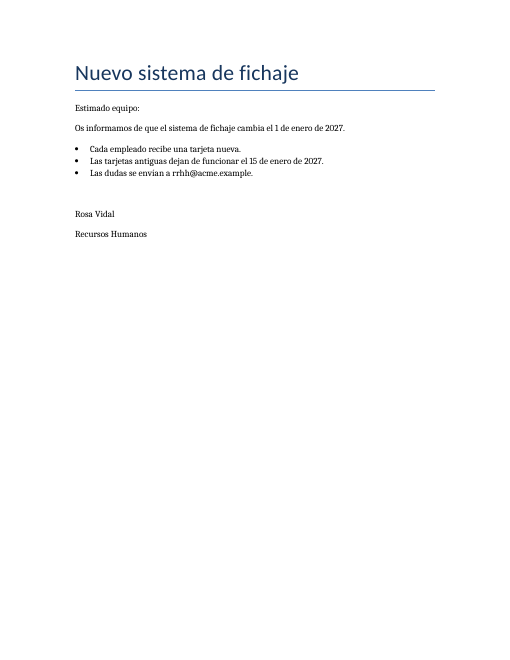 Nuevo sistema de fichaje
Estimado equipo:
Os informamos de que el sistema de fichaje cambia el 1 de enero de 2027.
• Cada empleado recibe una tarjeta nueva.
• Las tarjetas antiguas dejan de funcionar el 15 de enero de 2027.
• Las dudas se envían a rrhh@acme.example.
Rosa Vidal
Recursos Humanos